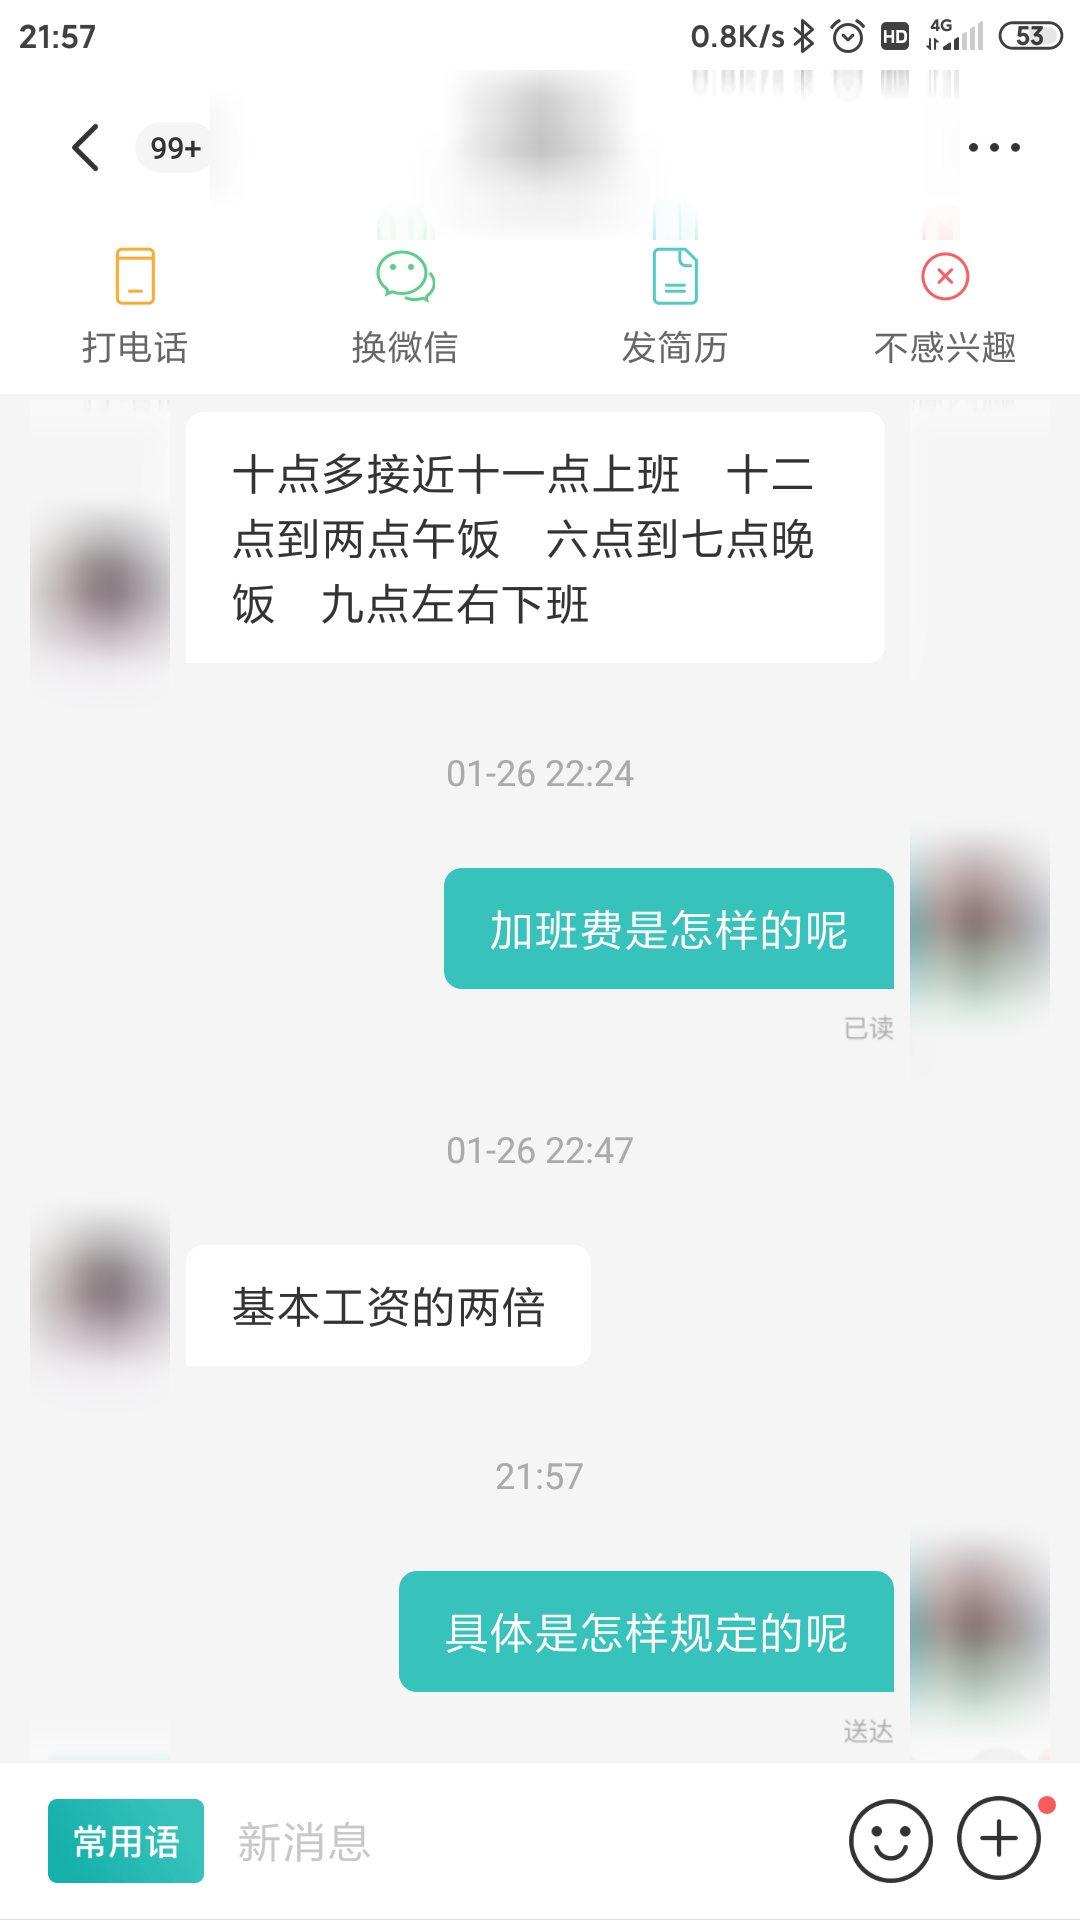 21:57 0.8K/s HD 4G 53
99+
打电话 换微信 发简历 不感兴趣
十点多接近十一点上班　十二
点到两点午饭　六点到七点晚
饭　九点左右下班
01-26 22:24
加班费是怎样的呢
已读
01-26 22:47
基本工资的两倍
21:57
具体是怎样规定的呢
送达
常用语 新消息